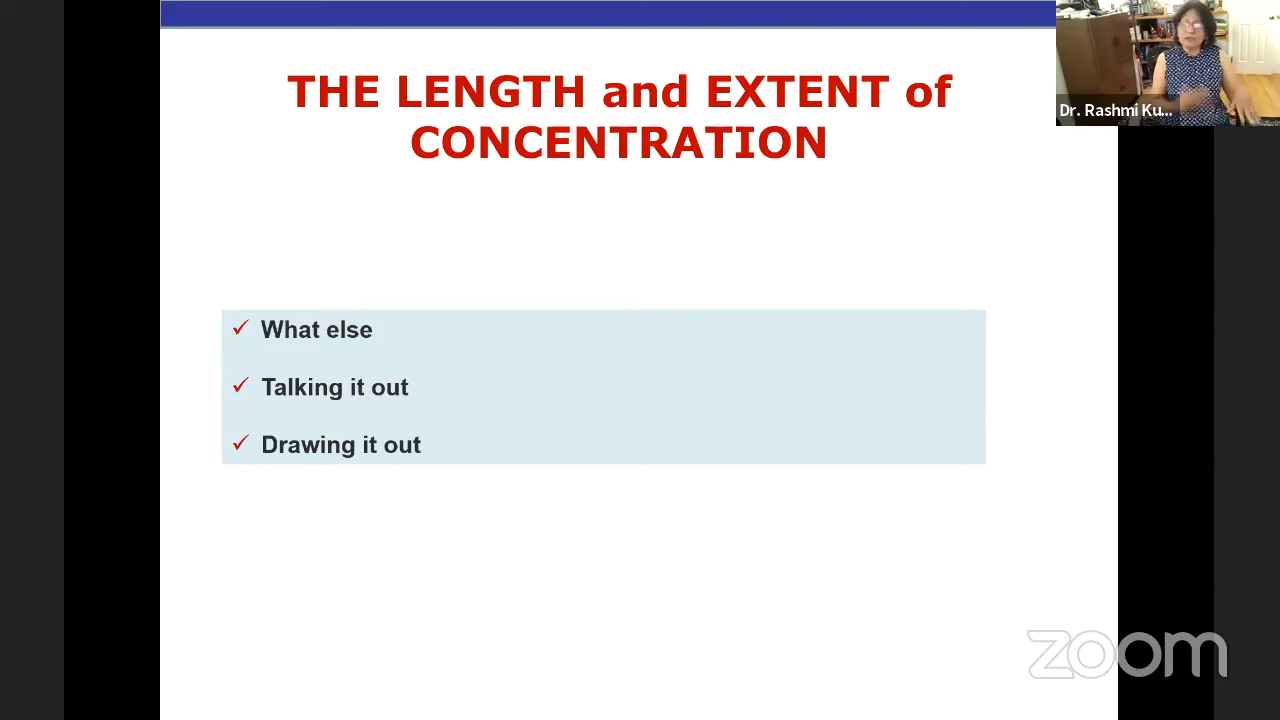 THE LENGTH and EXTENT of
CONCENTRATION
Dr. Rashmi Ku...
What else
Talking it out
Drawing it out
zoom